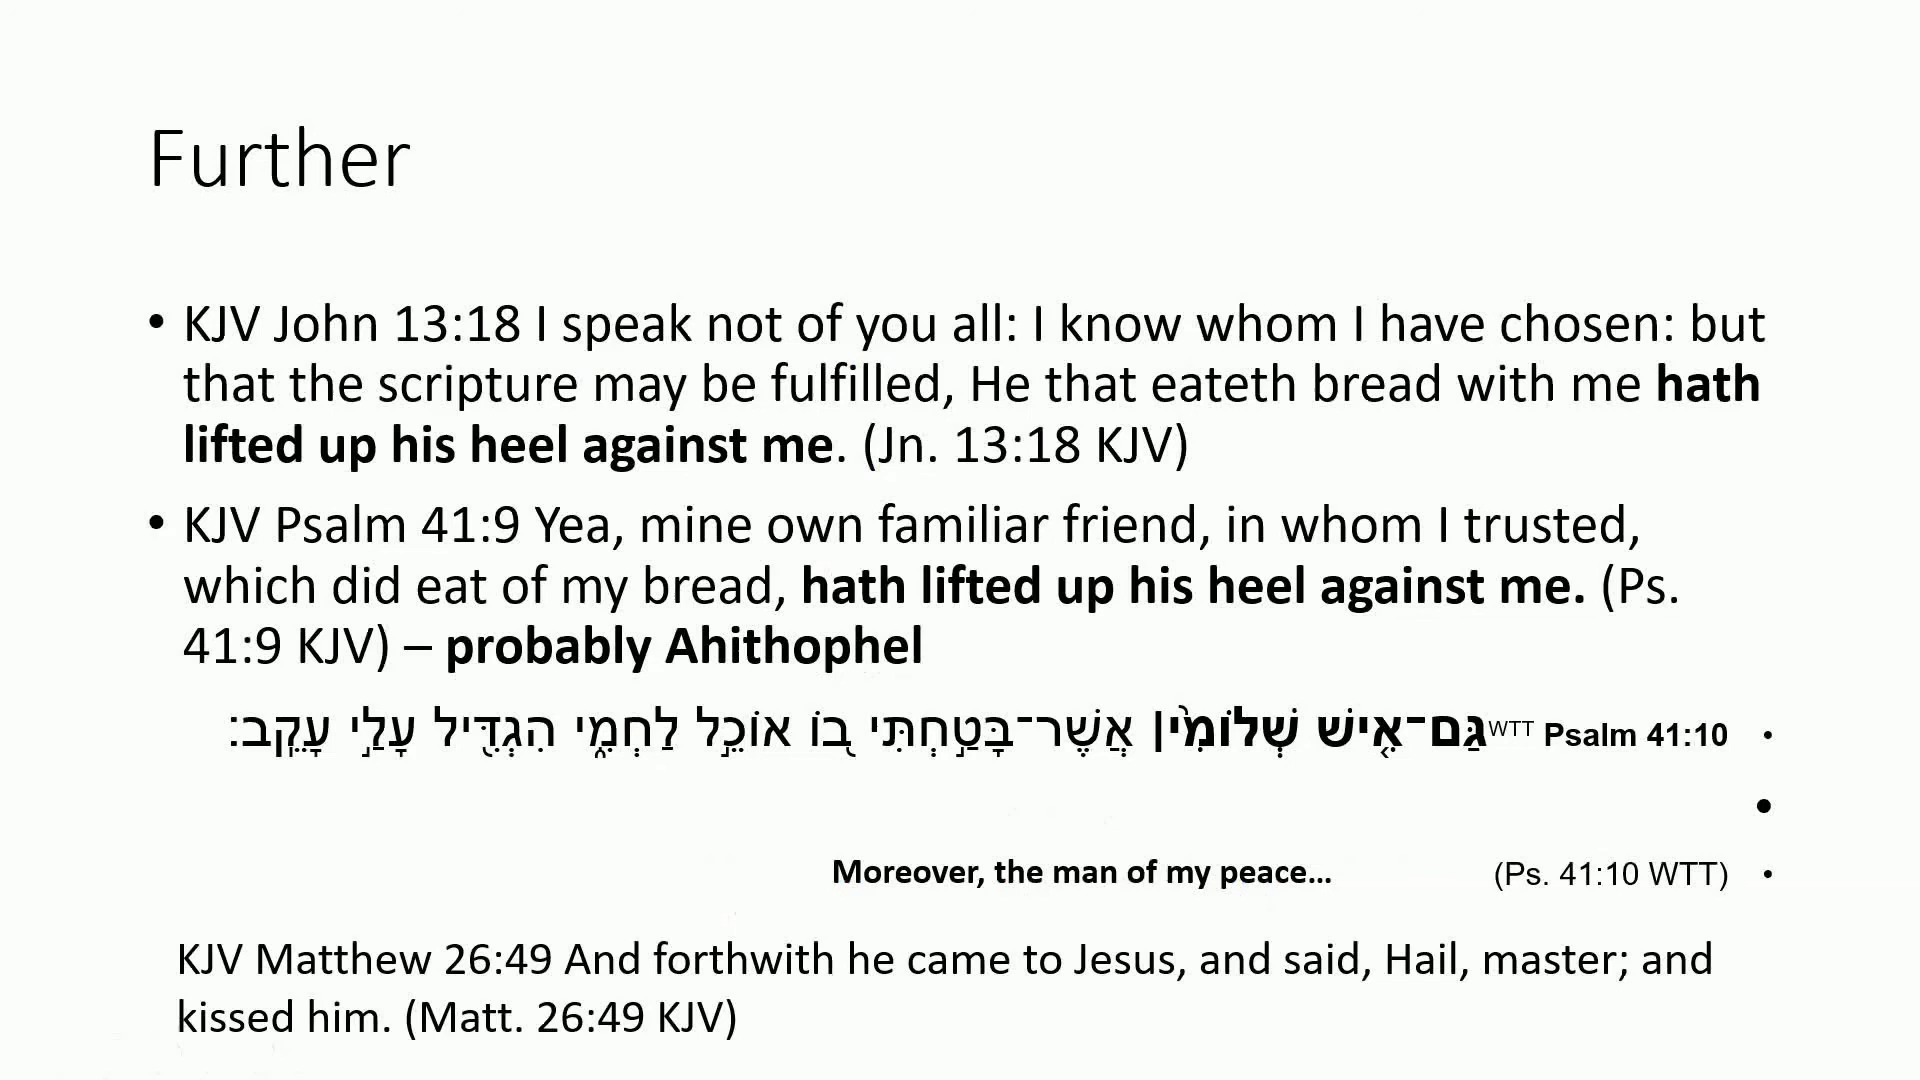 Further
• KJV John 13:18 I speak not of you all: I know whom I have chosen: but
that the scripture may be fulfilled, He that eateth bread with me hath
lifted up his heel against me. (Jn. 13:18 KJV)
• KJV Psalm 41:9 Yea, mine own familiar friend, in whom I trusted,
which did eat of my bread, hath lifted up his heel against me. (Ps.
41:9 KJV) – probably Ahithophel
• WTT Psalm 41:10 גַּם־אִ֤ישׁ שְׁלוֹמִ֨י׀ אֲשֶׁר־בָּטַ֣חְתִּי ב֖וֹ אוֹכֵ֣ל לַחְמִ֑י הִגְדִּ֖יל עָלַ֣י עָקֵֽב׃
•
• (Ps. 41:10 WTT) Moreover, the man of my peace...
KJV Matthew 26:49 And forthwith he came to Jesus, and said, Hail, master; and
kissed him. (Matt. 26:49 KJV)